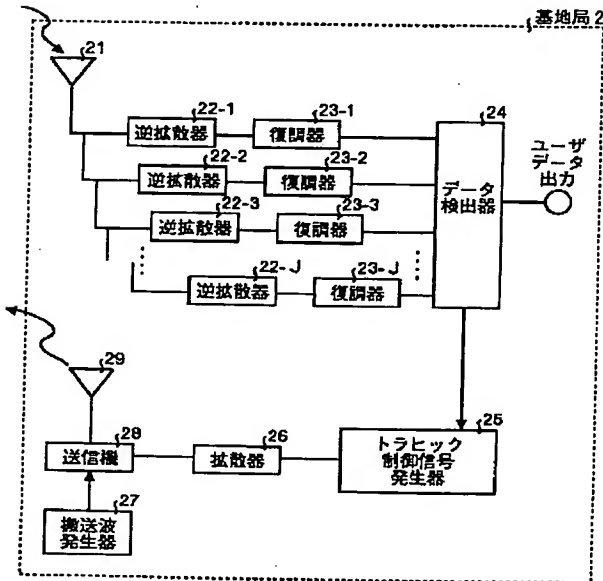 基地局 2
21
22-1
逆拡散器
23-1
復調器
24
データ
検出器
ユーザ
データ
出力
22-2
逆拡散器
23-2
復調器
22-3
逆拡散器
23-3
復調器
22-J
逆拡散器
23-J
復調器
29
28
送信機
26
拡散器
25
トラヒック
制御信号
発生器
27
搬送波
発生器